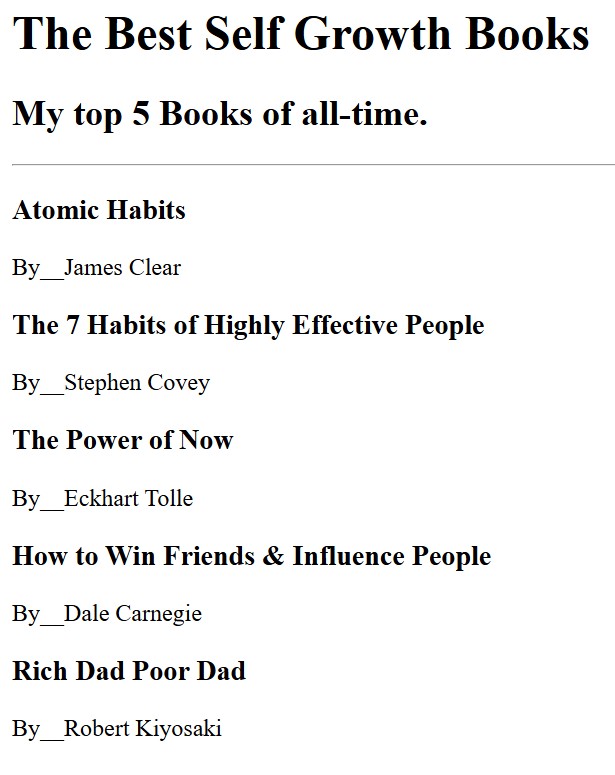 The Best Self Growth Books
My top 5 Books of all-time.
Atomic Habits
By__James Clear
The 7 Habits of Highly Effective People
By__Stephen Covey
The Power of Now
By__Eckhart Tolle
How to Win Friends & Influence People
By__Dale Carnegie
Rich Dad Poor Dad
By__Robert Kiyosaki